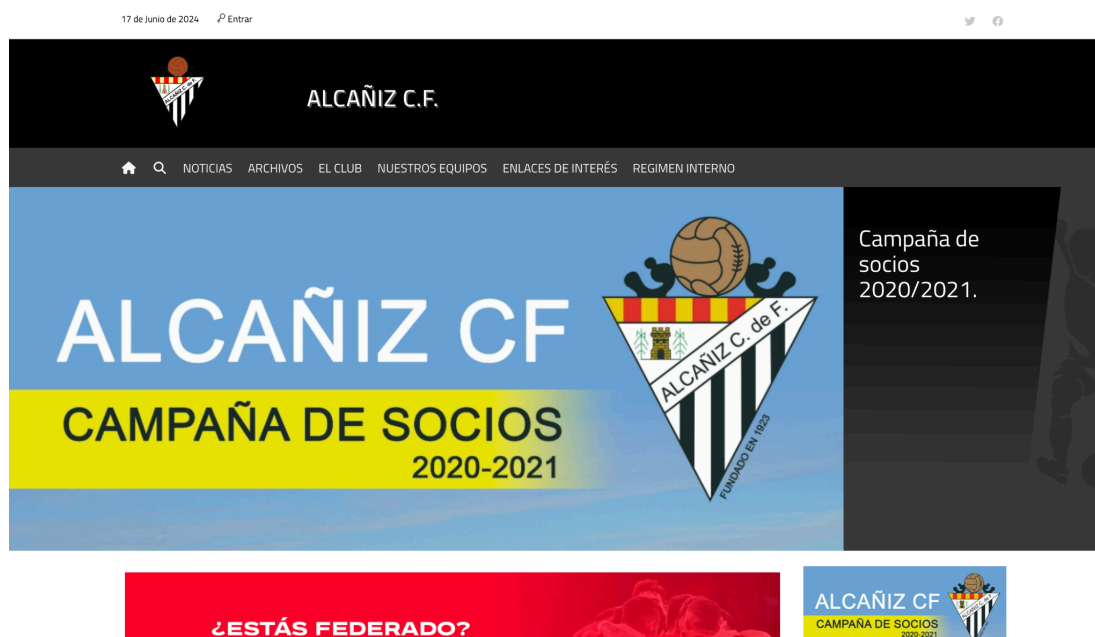 17 de Junio de 2024 Entrar
ALCAÑIZ C.F.
NOTICIAS ARCHIVOS EL CLUB NUESTROS EQUIPOS ENLACES DE INTERÉS REGIMEN INTERNO
ALCAÑIZ CF
CAMPAÑA DE SOCIOS
2020-2021
ALCAÑIZ C. de F.
FUNDADO EN 1923
Campaña de
socios
2020/2021.
¿ESTÁS FEDERADO?
ALCAÑIZ CF
CAMPAÑA DE SOCIOS
2020-2021